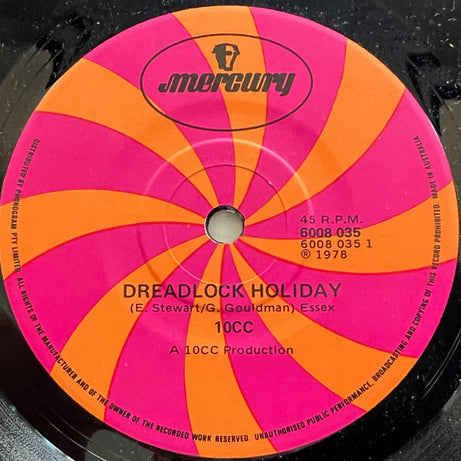 mercury
45 R.P.M.
6008 035
6008 035 1
℗ 1978
DREADLOCK HOLIDAY
(E. Stewart/G. Gouldman) Essex
10CC
A 10CC Production
DISTRIBUTED BY PHONOGRAM PTY LIMITED. ALL RIGHTS OF THE MANUFACTURER AND OF THE OWNER OF THE RECORDED WORK RESERVED. UNAUTHORISED PUBLIC PERFORMANCE, BROADCASTING AND COPYING OF THIS RECORD PROHIBITED. MADE IN AUSTRALIA